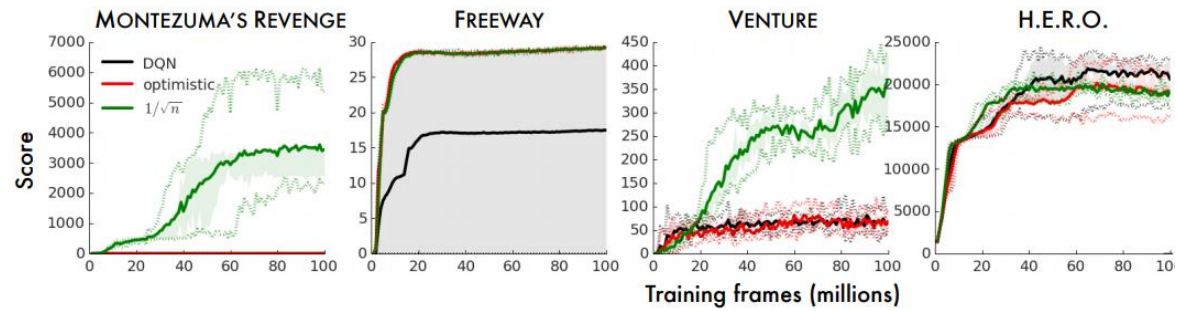 MONTEZUMA'S REVENGE
7000
6000
5000
4000
3000
2000
1000
0
0 20 40 60 80 100
DQN
optimistic
1/√n
Score
FREEWAY
30
25
20
15
10
5
0
0 20 40 60 80 100
VENTURE
450
400
350
300
250
200
150
100
50
0
0 20 40 60 80 100
H.E.R.O.
25000
20000
15000
10000
5000
0
0 20 40 60 80 10
Training frames (millions)